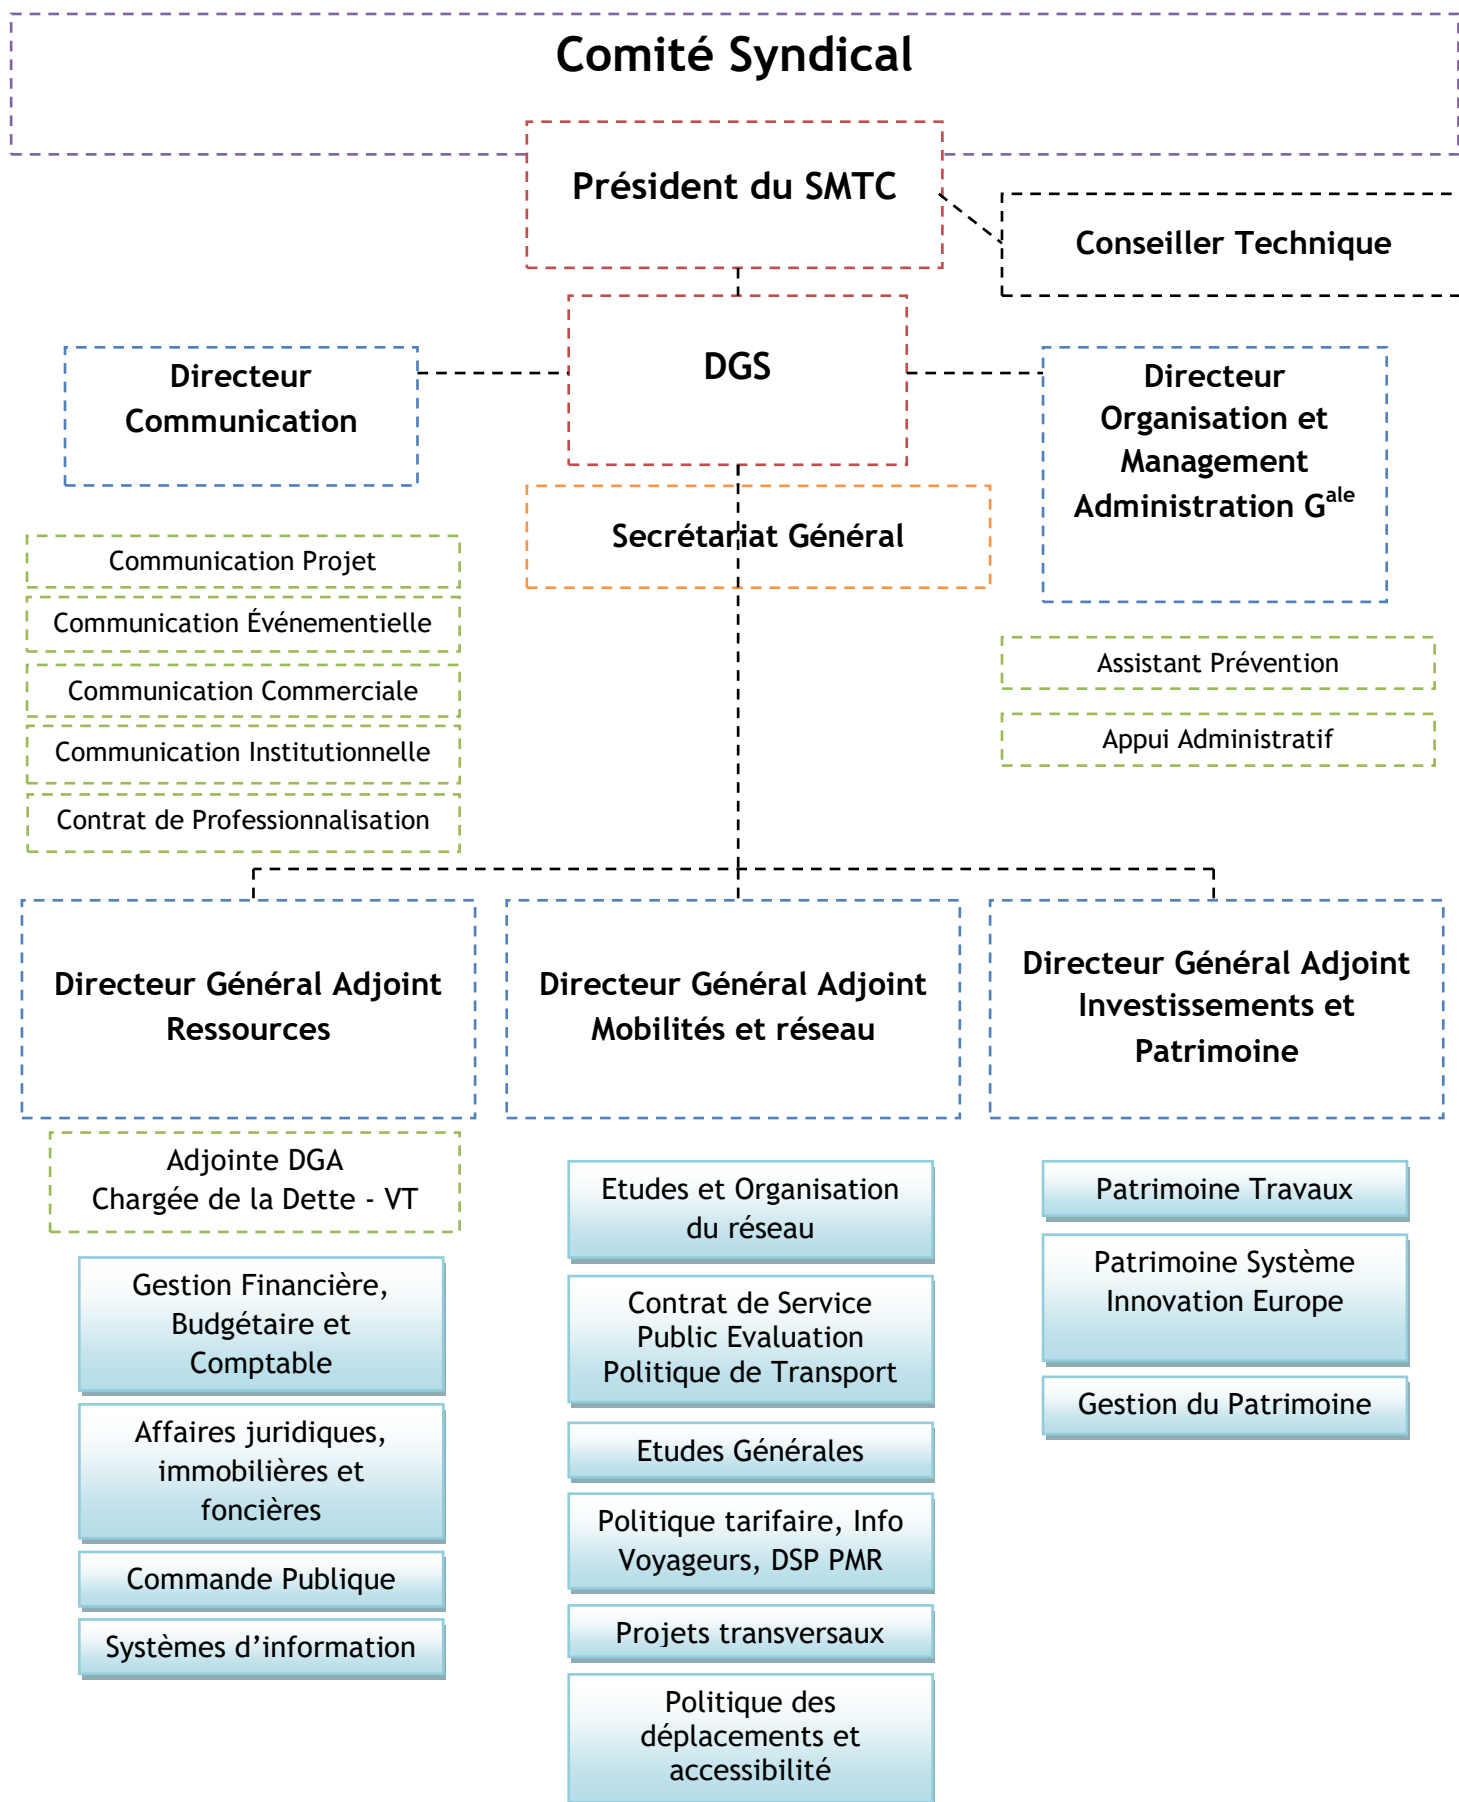 Comité Syndical
Président du SMTC
Conseiller Technique
DGS
Directeur
Communication
Directeur
Organisation et
Management
Administration Gale
Secrétariat Général
Communication Projet
Communication Événementielle
Communication Commerciale
Communication Institutionnelle
Contrat de Professionnalisation
Assistant Prévention
Appui Administratif
Directeur Général Adjoint
Ressources
Directeur Général Adjoint
Mobilités et réseau
Directeur Général Adjoint
Investissements et
Patrimoine
Adjointe DGA
Chargée de la Dette - VT
Gestion Financière,
Budgétaire et
Comptable
Affaires juridiques,
immobilières et
foncières
Commande Publique
Systèmes d’information
Etudes et Organisation
du réseau
Contrat de Service
Public Evaluation
Politique de Transport
Etudes Générales
Politique tarifaire, Info
Voyageurs, DSP PMR
Projets transversaux
Politique des
déplacements et
accessibilité
Patrimoine Travaux
Patrimoine Système
Innovation Europe
Gestion du Patrimoine